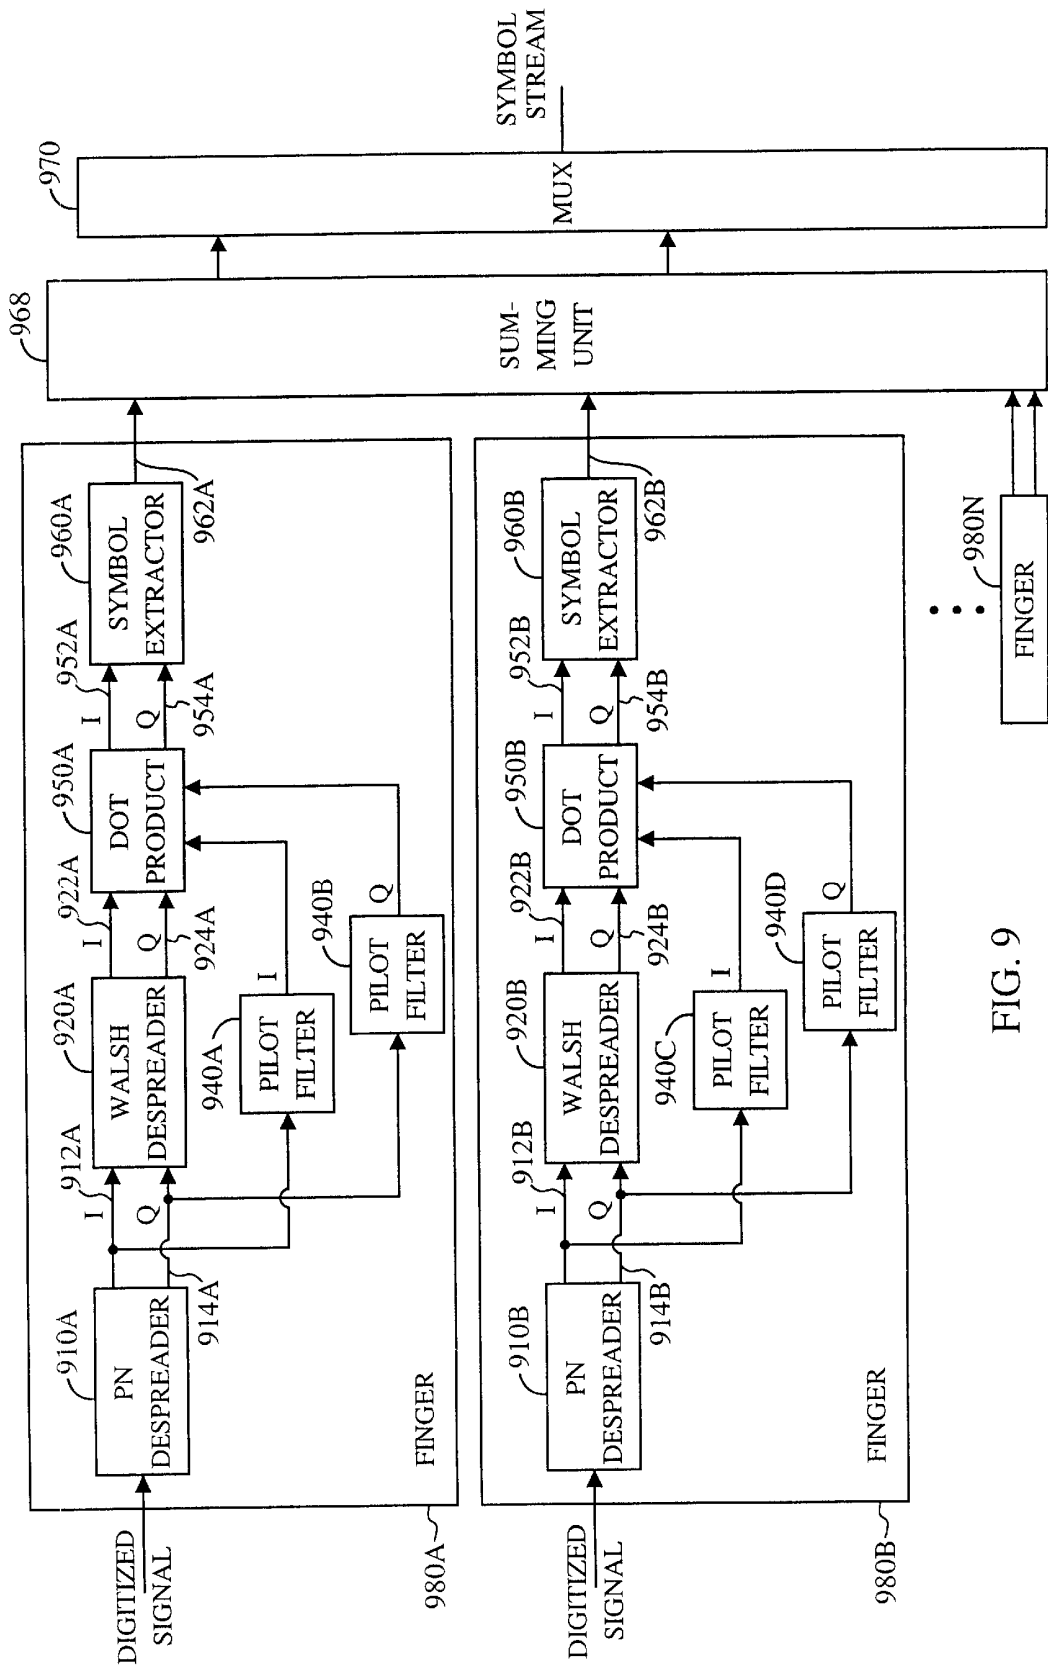 DIGITIZED
SIGNAL
910A
PN
DESPREADER
914A
I
912A
Q
920A
WALSH
DESPREADER
I
922A
Q
924A
940A
PILOT
FILTER
I
940B
PILOT
FILTER
Q
950A
DOT
PRODUCT
I
952A
Q
954A
960A
SYMBOL
EXTRACTOR
962A
FINGER
980A
DIGITIZED
SIGNAL
910B
PN
DESPREADER
914B
I
912B
Q
920B
WALSH
DESPREADER
I
922B
Q
924B
940C
PILOT
FILTER
I
940D
PILOT
FILTER
Q
950B
DOT
PRODUCT
I
952B
Q
954B
960B
SYMBOL
EXTRACTOR
962B
FINGER
980B
FINGER
980N
968
SUM-
MING
UNIT
970
MUX
SYMBOL
STREAM
FIG. 9